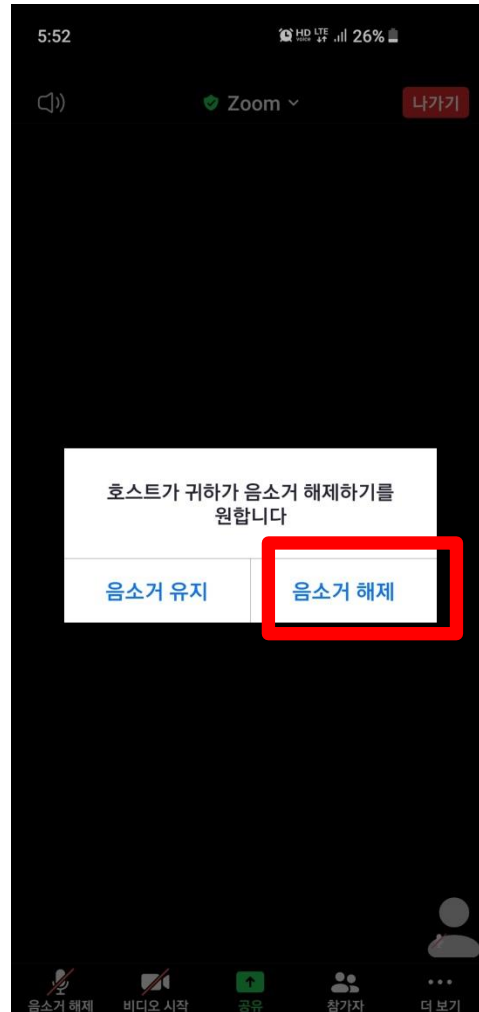 5:52 HD voice LTE 26%
Zoom 나가기
호스트가 귀하가 음소거 해제하기를
원합니다
음소거 유지 음소거 해제
음소거 해제 비디오 시작 공유 참가자 더 보기